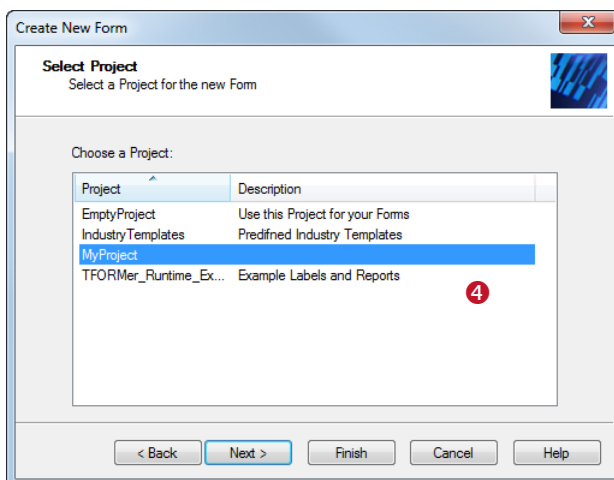 Create New Form
Select Project
Select a Project for the new Form
Choose a Project:
Project Description
EmptyProject Use this Project for your Forms
IndustryTemplates Predifned Industry Templates
MyProject
TFORMer_Runtime_Ex... Example Labels and Reports
4
< Back Next > Finish Cancel Help